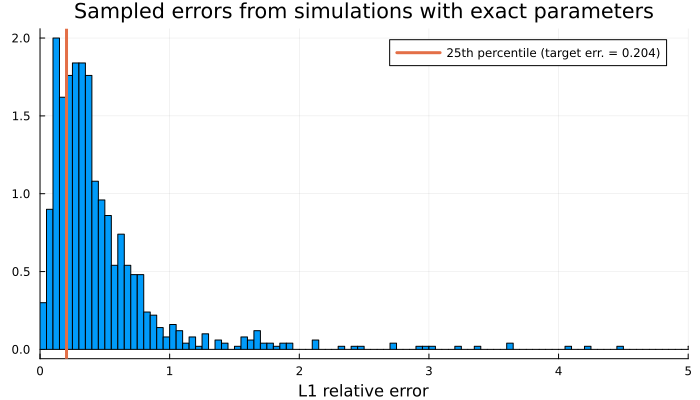 Sampled errors from simulations with exact parameters
25th percentile (target err. = 0.204)
2.0
1.5
1.0
0.5
0.0
0 1 2 3 4 5
L1 relative error